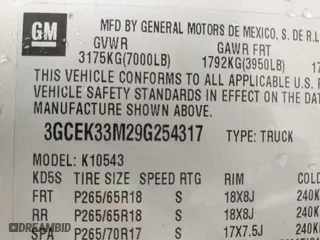 GM
MFD BY GENERAL MOTORS DE MEXICO, S. DE R.L
GVWR GAWR FRT
3175KG(7000LB) 1792KG(3950LB) 17
THIS VEHICLE CONFORMS TO ALL APPLICABLE U.S. F
VEHICLE SAFETY STANDARDS IN EFFECT ON THE DA
MANUFACTURE SHOWN ABOVE.
3GCEK33M29G254317 TYPE: TRUCK
MODEL: K10543
KD5S TIRE SIZE SPEED RTG RIM COLD
FRT P265/65R18 S 18X8J 240K
RR P265/65R18 S 18X8J 240K
SPA P265/70R17 S 17X7.5J 240K